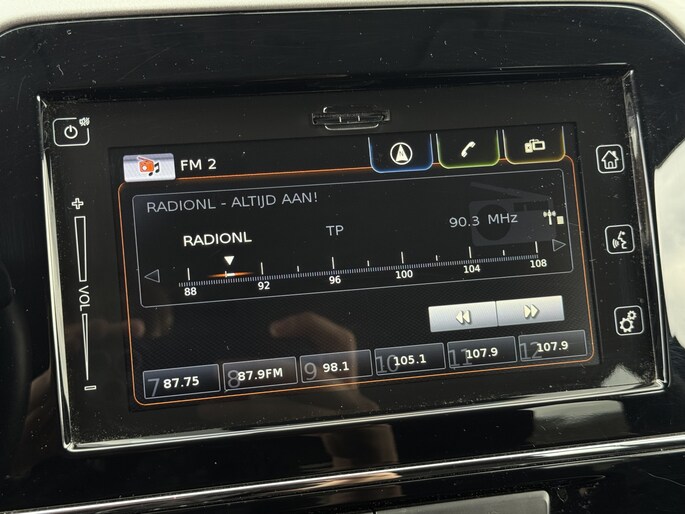 FM 2
RADIONL - ALTIJD AAN!
RADIONL TP 90.3 MHz
88 92 96 100 104 108
7 87.75 8 87.9FM 9 98.1 10 105.1 11 107.9 12 107.9
+
VOL
-